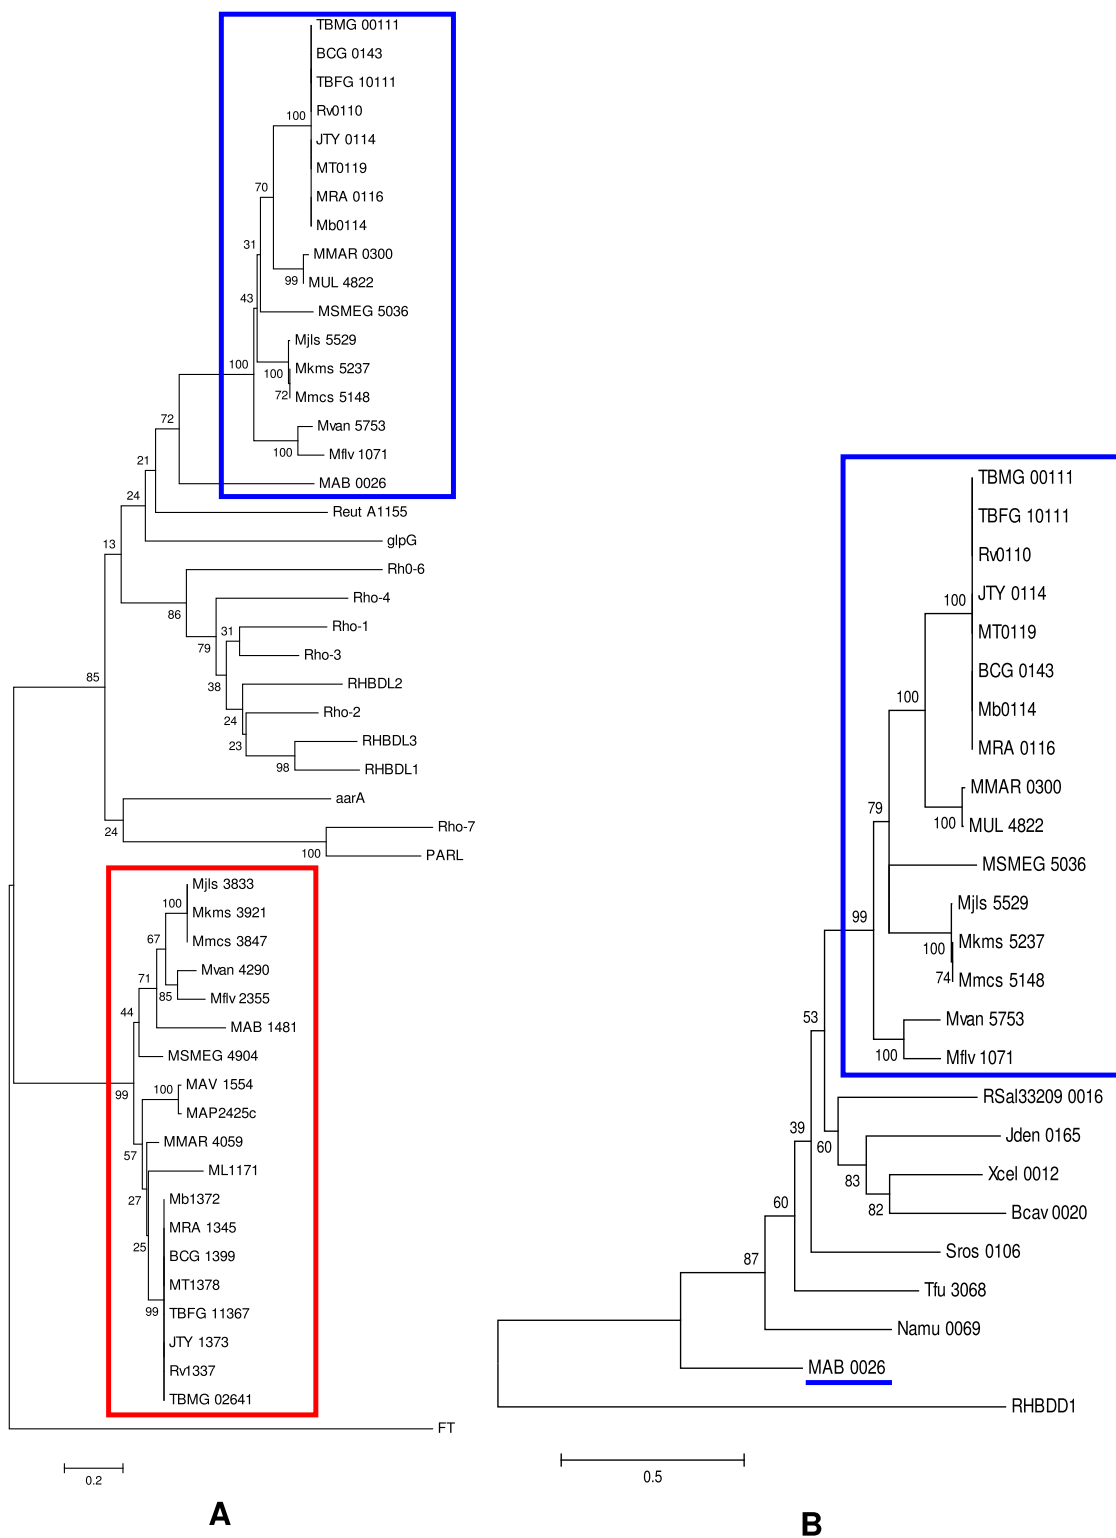 TBMG 00111
BCG 0143
TBFG 10111
Rv0110
100
JTY 0114
MT0119
70
MRA 0116
Mb0114
31
MMAR 0300
99
MUL 4822
43
MSMEG 5036
Mjls 5529
100
100
Mkms 5237
72
Mmcs 5148
72
Mvan 5753
100
Mflv 1071
21
MAB 0026
24
Reut A1155
13
glpG
Rh0-6
86
Rho-4
79
31
Rho-1
Rho-3
85
38
RHBDL2
24
Rho-2
23
RHBDL3
98
RHBDL1
aarA
24
Rho-7
100
PARL
Mjls 3833
100
Mkms 3921
67
Mmcs 3847
71
Mvan 4290
85
Mflv 2355
44
MAB 1481
MSMEG 4904
99
100
MAV 1554
MAP2425c
57
MMAR 4059
ML1171
27
Mb1372
MRA 1345
25
BCG 1399
MT1378
99
TBFG 11367
JTY 1373
Rv1337
TBMG 02641
FT
0.2
A
TBMG 00111
TBFG 10111
Rv0110
100
JTY 0114
MT0119
BCG 0143
100
Mb0114
MRA 0116
MMAR 0300
79
100
MUL 4822
MSMEG 5036
Mjls 5529
99
100
Mkms 5237
74
Mmcs 5148
53
Mvan 5753
100
Mflv 1071
RSal33209 0016
39
60
Jden 0165
83
Xcel 0012
60
82
Bcav 0020
87
Sros 0106
Tfu 3068
Namu 0069
MAB 0026
RHBDD1
0.5
B